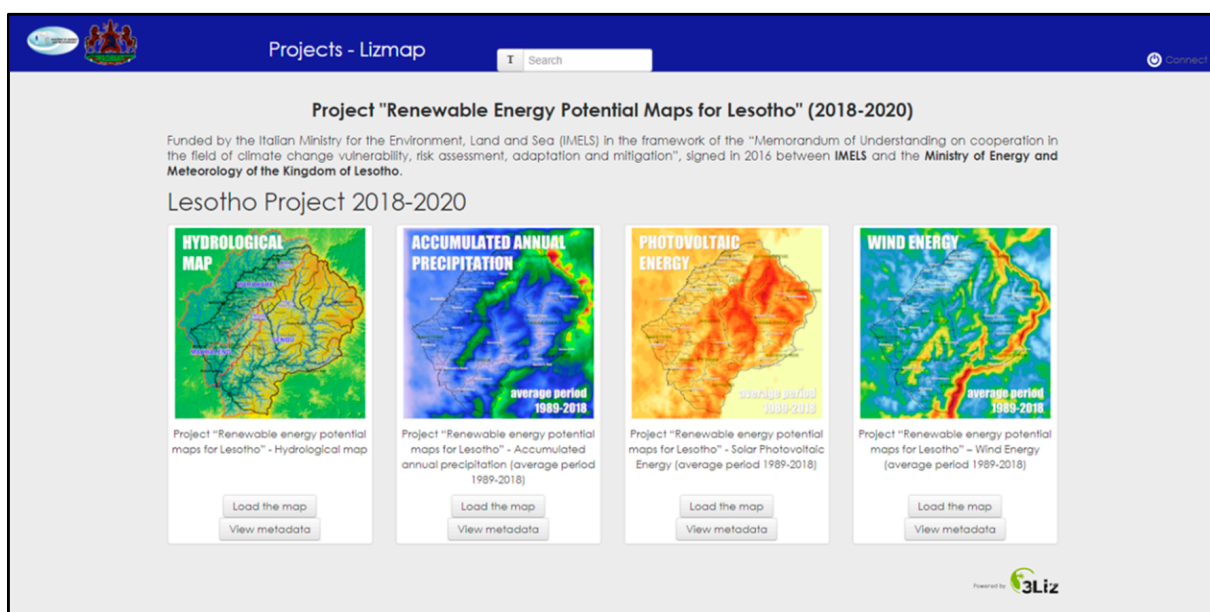 Projects - Lizmap
T Search
Connect
Project "Renewable Energy Potential Maps for Lesotho" (2018-2020)
Funded by the Italian Ministry for the Environment, Land and Sea (IMELS) in the framework of the “Memorandum of Understanding on cooperation in
the field of climate change vulnerability, risk assessment, adaptation and mitigation”, signed in 2016 between IMELS and the Ministry of Energy and
Meteorology of the Kingdom of Lesotho.
Lesotho Project 2018-2020
HYDROLOGICAL
MAP
Project “Renewable energy potential
maps for Lesotho” - Hydrological map
Load the map
View metadata
ACCUMULATED ANNUAL
PRECIPITATION
average period
1989-2018
Project “Renewable energy potential
maps for Lesotho” - Accumulated
annual precipitation (average period
1989-2018)
Load the map
View metadata
PHOTOVOLTAIC
ENERGY
average period
1989-2018
Project “Renewable energy potential
maps for Lesotho” - Solar Photovoltaic
Energy (average period 1989-2018)
Load the map
View metadata
WIND ENERGY
average period
1989-2018
Project “Renewable energy potential
maps for Lesotho” – Wind Energy
(average period 1989-2018)
Load the map
View metadata
Powered by 3Liz